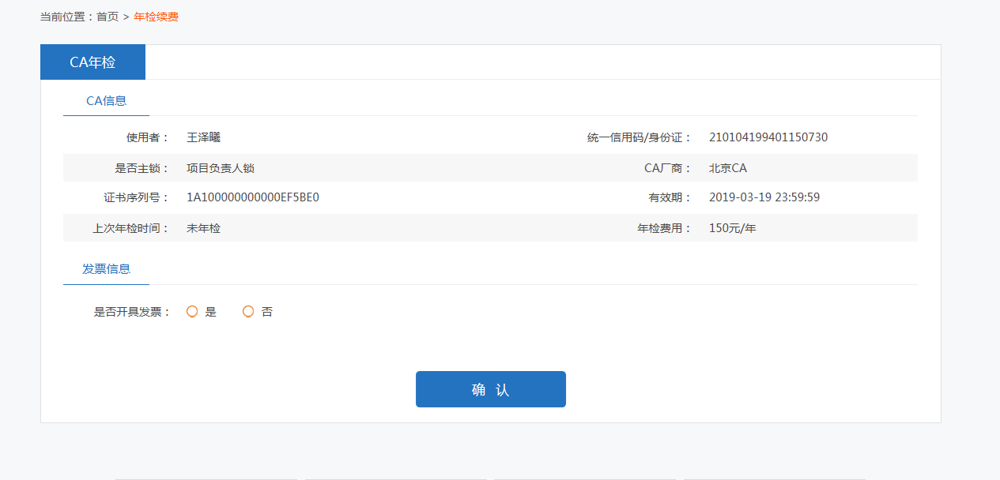 当前位置：首页 > 年检续费
CA年检
CA信息
使用者： 王泽曦 统一信用码/身份证： 210104199401150730
是否主锁： 项目负责人锁 CA厂商： 北京CA
证书序列号： 1A100000000000EF5BE0 有效期： 2019-03-19 23:59:59
上次年检时间： 未年检 年检费用： 150元/年
发票信息
是否开具发票： 是 否
确 认